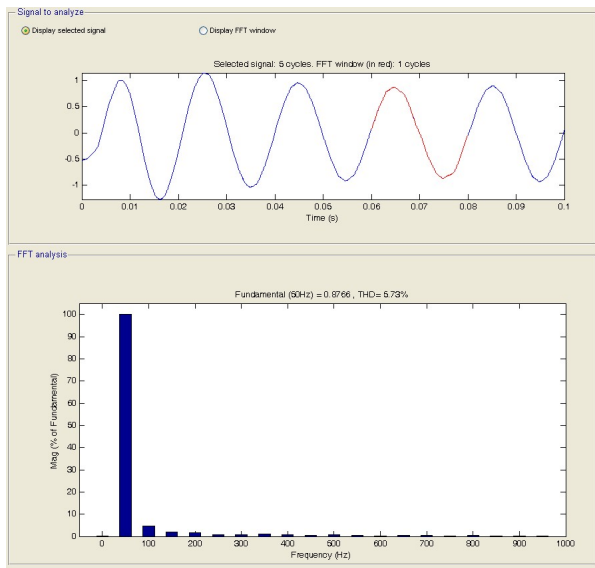 Signal to analyze
Display selected signal
Display FFT window
Selected signal: 5 cycles. FFT window (in red): 1 cycles
1
0.5
0
-0.5
-1
0 0.01 0.02 0.03 0.04 0.05 0.06 0.07 0.08 0.09 0.1
Time (s)
FFT analysis
Fundamental (50Hz) = 0.8766 , THD= 5.73%
Mag (% of Fundamental)
100
90
80
70
60
50
40
30
20
10
0
0 100 200 300 400 500 600 700 800 900 1000
Frequency (Hz)